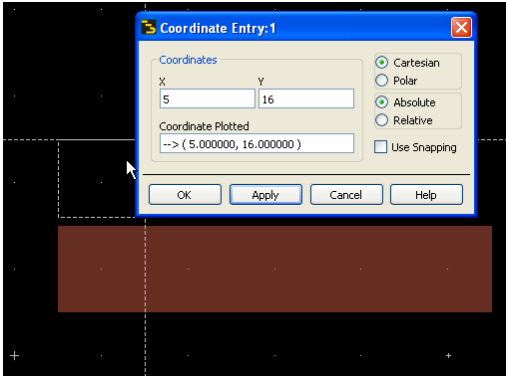 Coordinate Entry:1
Coordinates
X Y
5 16
Coordinate Plotted
--> ( 5.000000, 16.000000 )
Cartesian
Polar
Absolute
Relative
Use Snapping
OK Apply Cancel Help